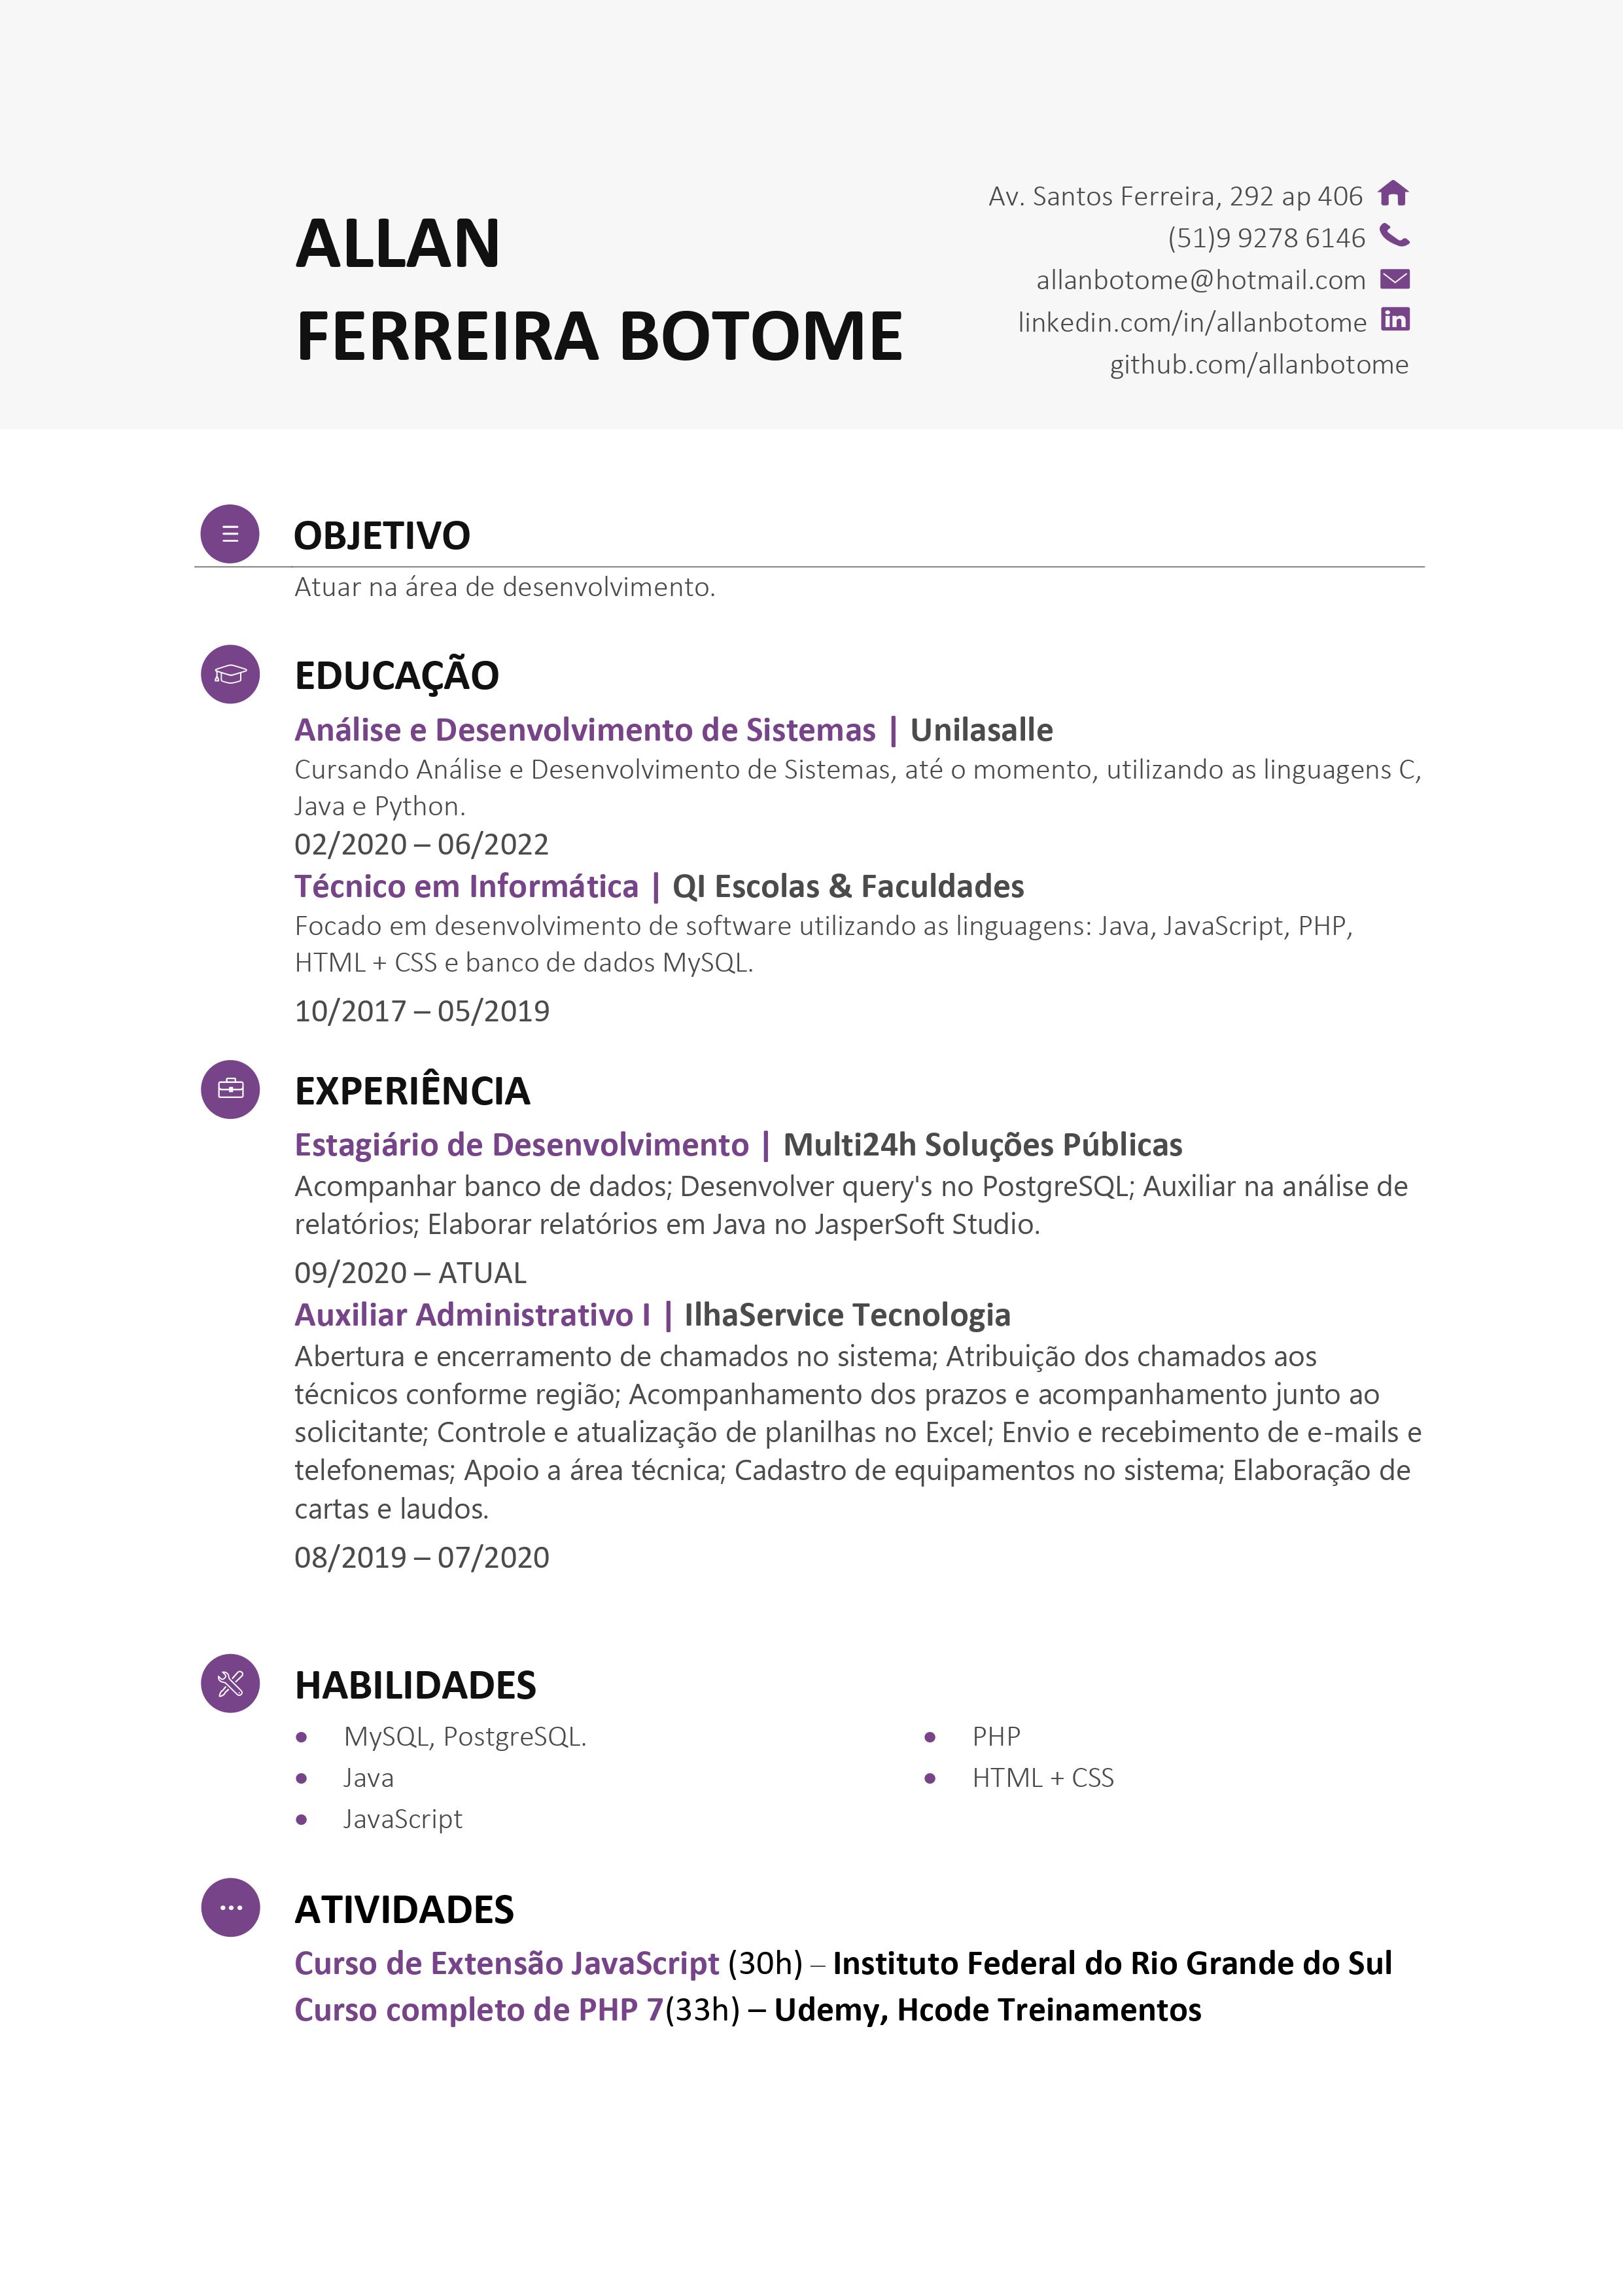 ALLAN
FERREIRA BOTOME
Av. Santos Ferreira, 292 ap 406
(51)9 9278 6146
allanbotome@hotmail.com
linkedin.com/in/allanbotome
in
github.com/allanbotome
OBJETIVO
Atuar na área de desenvolvimento.
EDUCAÇÃO
Análise e Desenvolvimento de Sistemas | Unilasalle
Cursando Análise e Desenvolvimento de Sistemas, até o momento, utilizando as linguagens C,
Java e Python.
02/2020 – 06/2022
Técnico em Informática | QI Escolas & Faculdades
Focado em desenvolvimento de software utilizando as linguagens: Java, JavaScript, PHP,
HTML + CSS e banco de dados MySQL.
10/2017 – 05/2019
EXPERIÊNCIA
Estagiário de Desenvolvimento | Multi24h Soluções Públicas
Acompanhar banco de dados; Desenvolver query's no PostgreSQL; Auxiliar na análise de
relatórios; Elaborar relatórios em Java no JasperSoft Studio.
09/2020 – ATUAL
Auxiliar Administrativo I | IlhaService Tecnologia
Abertura e encerramento de chamados no sistema; Atribuição dos chamados aos
técnicos conforme região; Acompanhamento dos prazos e acompanhamento junto ao
solicitante; Controle e atualização de planilhas no Excel; Envio e recebimento de e-mails e
telefonemas; Apoio a área técnica; Cadastro de equipamentos no sistema; Elaboração de
cartas e laudos.
08/2019 – 07/2020
HABILIDADES
• MySQL, PostgreSQL.
• Java
• JavaScript
• PHP
• HTML + CSS
ATIVIDADES
Curso de Extensão JavaScript (30h) – Instituto Federal do Rio Grande do Sul
Curso completo de PHP 7(33h) – Udemy, Hcode Treinamentos